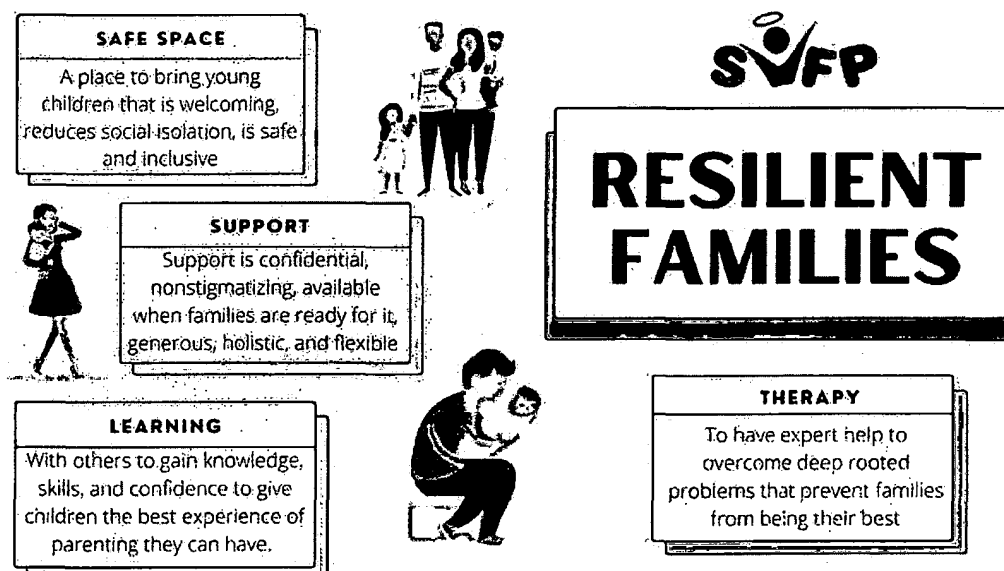 SAFE SPACE
A place to bring young
children that is welcoming,
reduces social isolation, is safe
and inclusive
SUPPORT
Support is confidential,
nonstigmatizing, available
when families are ready for it,
generous, holistic, and flexible
LEARNING
With others to gain knowledge,
skills, and confidence to give
children the best experience of
parenting they can have.
SVFP
RESILIENT
FAMILIES
THERAPY
To have expert help to
overcome deep rooted
problems that prevent families
from being their best